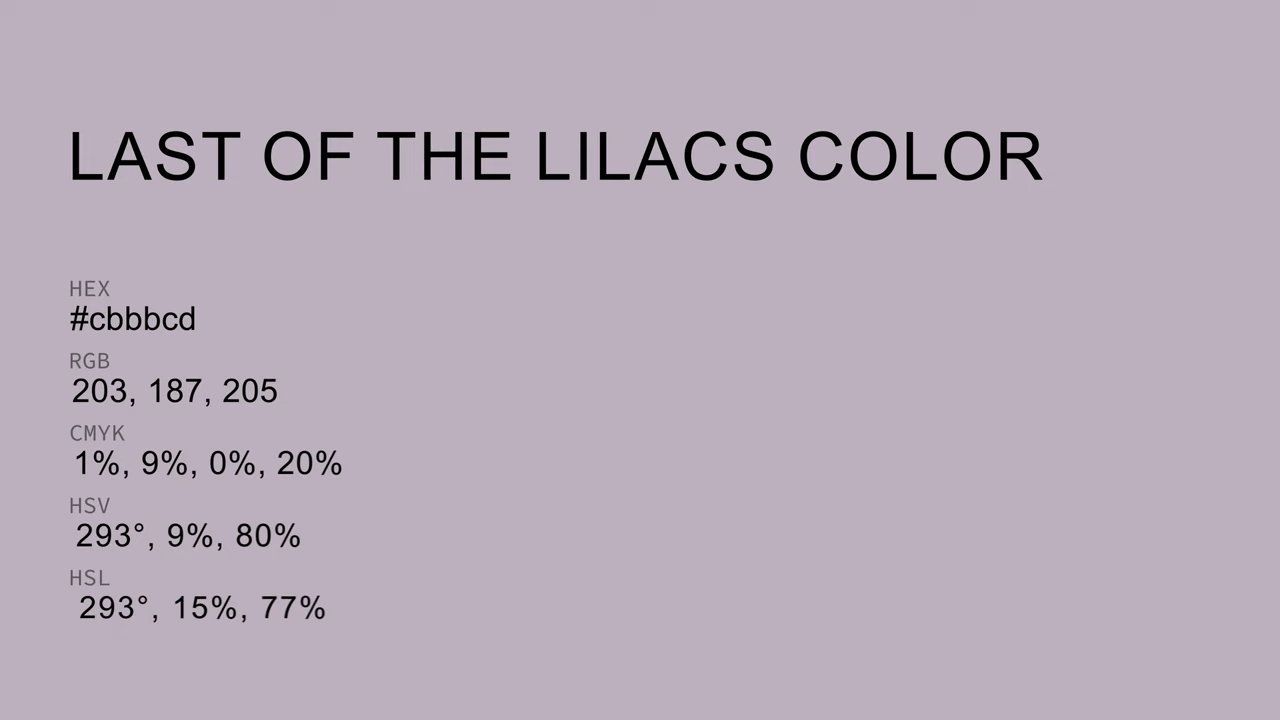 LAST OF THE LILACS COLOR
HEX
#cbbbcd
RGB
203, 187, 205
CMYK
1%, 9%, 0%, 20%
HSV
293°, 9%, 80%
HSL
293°, 15%, 77%